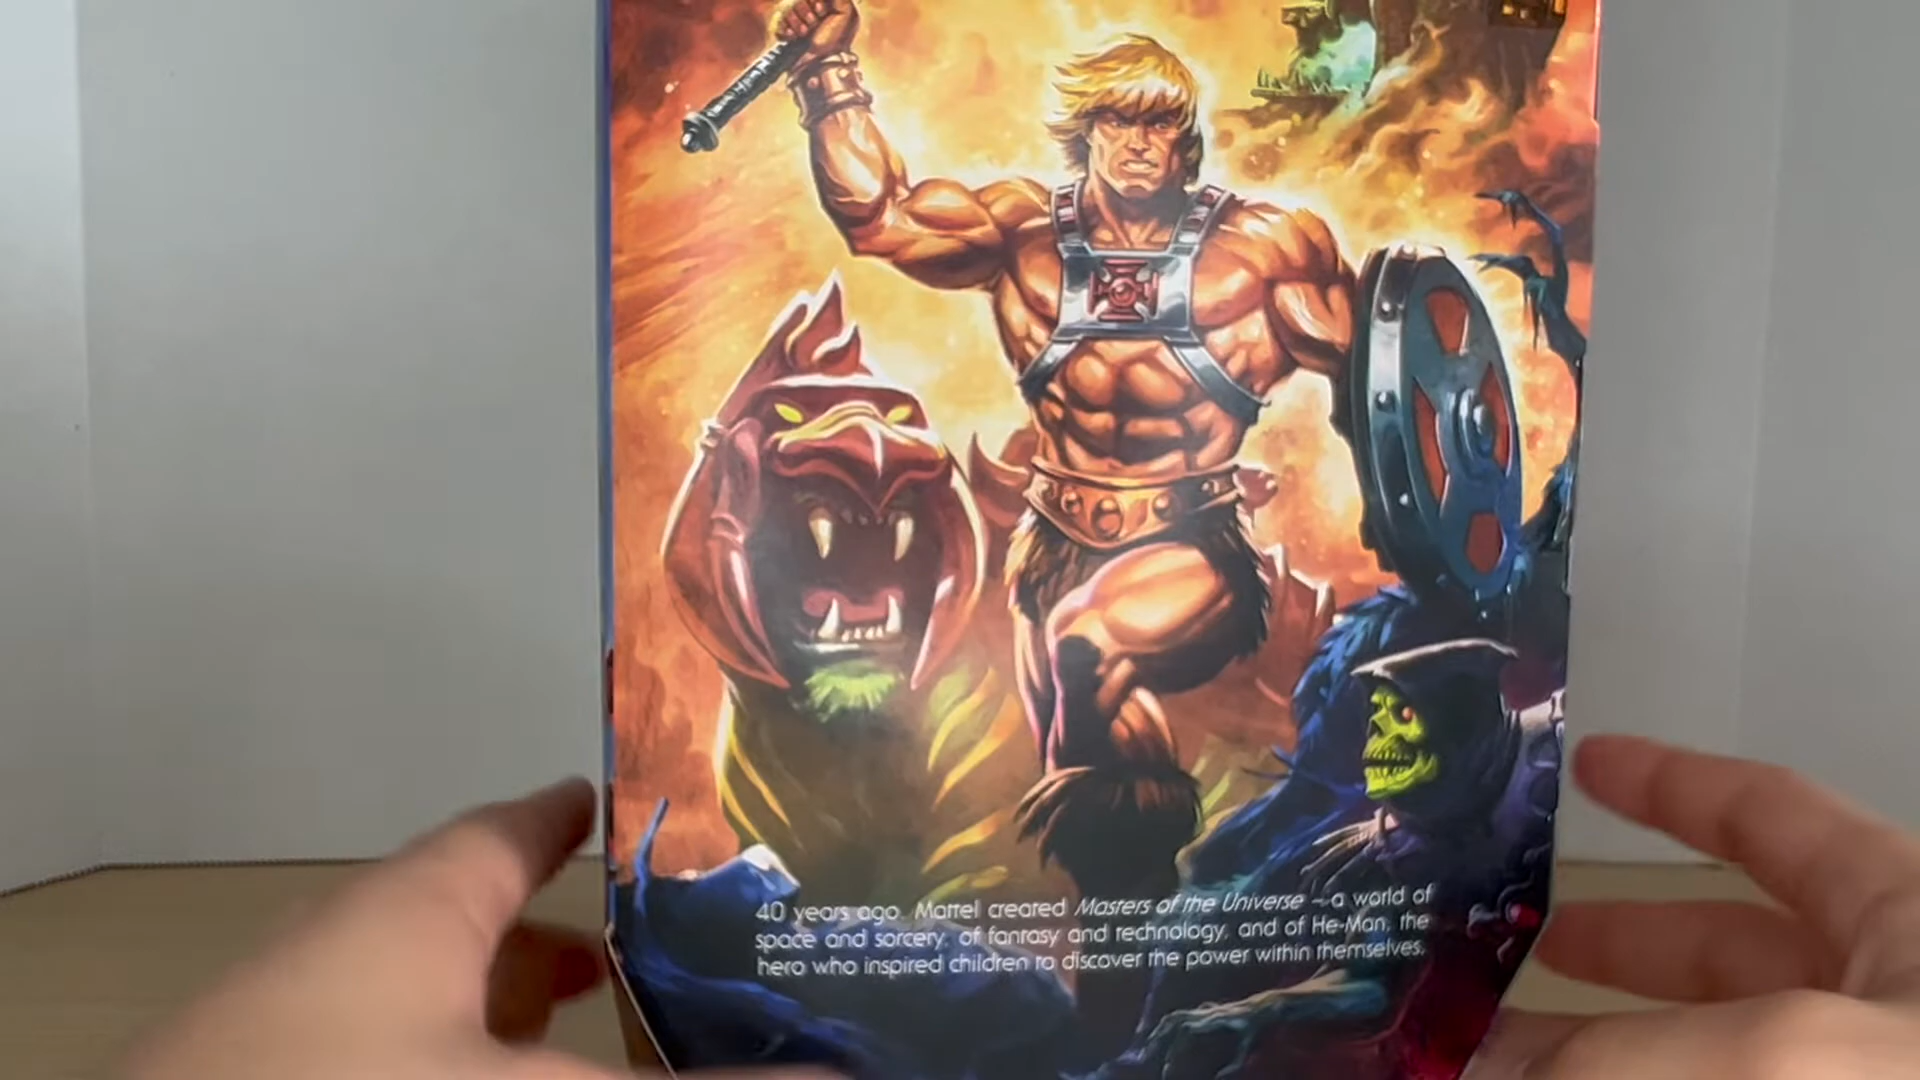 40 years ago, Mattel created Masters of the Universe – a world of
space and sorcery, of fantasy and technology, and of He-Man, the
hero who inspired children to discover the power within themselves.